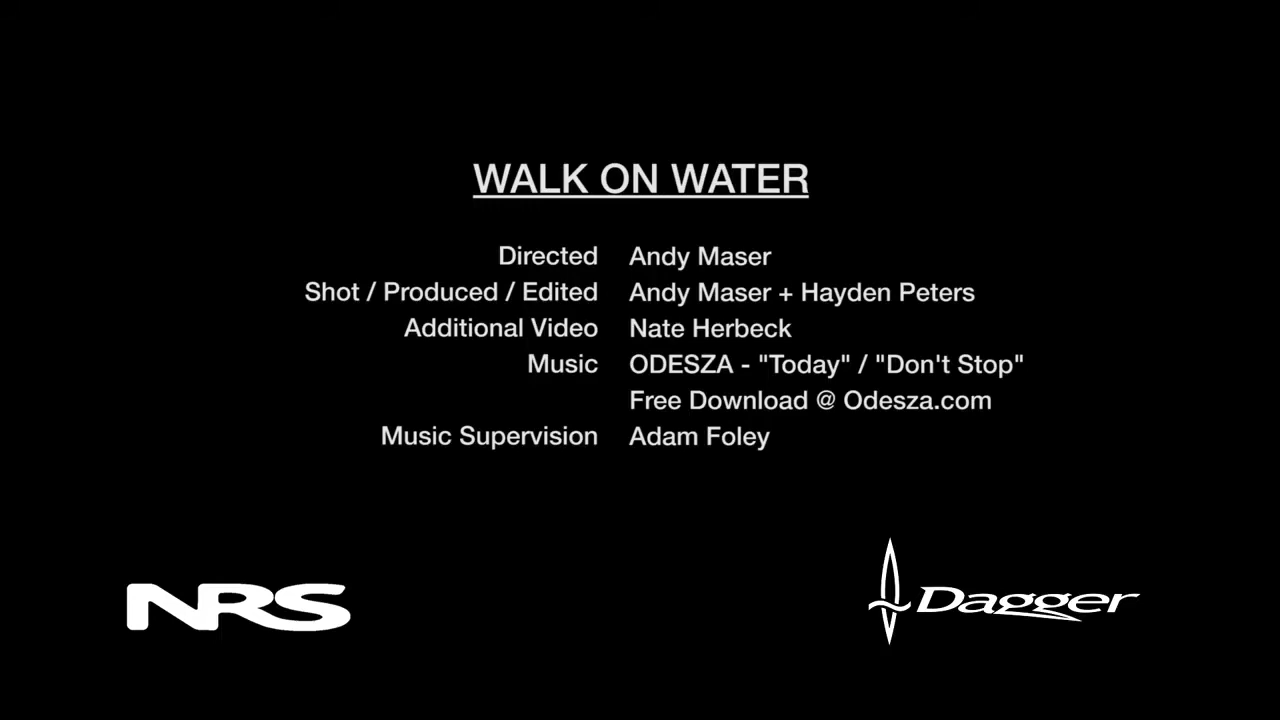 WALK ON WATER
Directed Andy Maser
Shot / Produced / Edited Andy Maser + Hayden Peters
Additional Video Nate Herbeck
Music ODESZA - "Today" / "Don't Stop"
Free Download @ Odesza.com
Music Supervision Adam Foley
NRS
Dagger